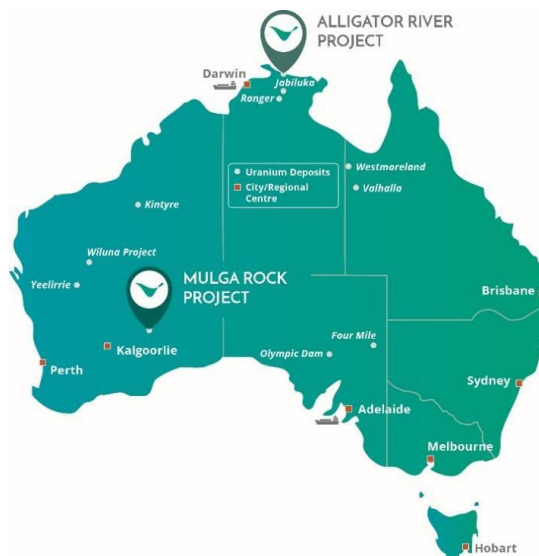 ALLIGATOR RIVER
PROJECT
Darwin
Jabiluka
Ranger
Uranium Deposits
City/Regional
Centre
Westmoreland
Valhalla
Kintyre
Wiluna Project
Yeelirrie
MULGA ROCK
PROJECT
Brisbane
Kalgoorlie
Perth
Four Mile
Olympic Dam
Sydney
Adelaide
Melbourne
Hobart